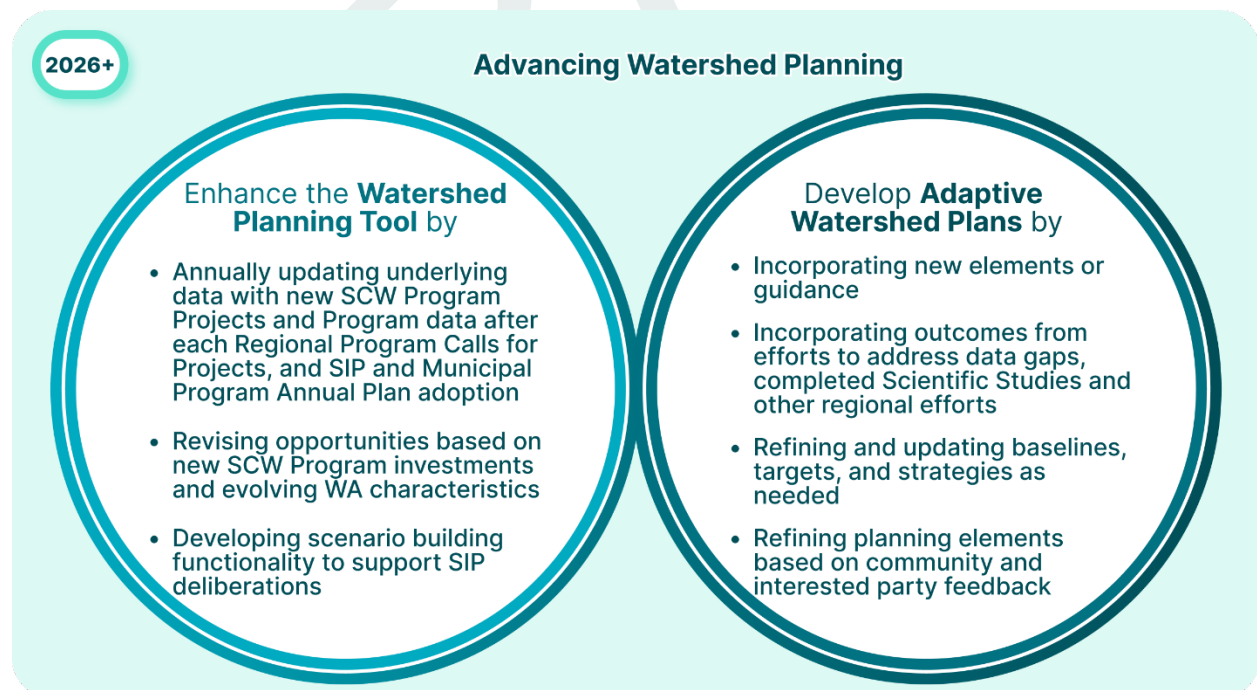 2026+
Advancing Watershed Planning
Enhance the Watershed
Planning Tool by
• Annually updating underlying
data with new SCW Program
Projects and Program data after
each Regional Program Calls for
Projects, and SIP and Municipal
Program Annual Plan adoption
• Revising opportunities based on
new SCW Program investments
and evolving WA characteristics
• Developing scenario building
functionality to support SIP
deliberations
Develop Adaptive
Watershed Plans by
• Incorporating new elements or
guidance
• Incorporating outcomes from
efforts to address data gaps,
completed Scientific Studies and
other regional efforts
• Refining and updating baselines,
targets, and strategies as
needed
• Refining planning elements
based on community and
interested party feedback